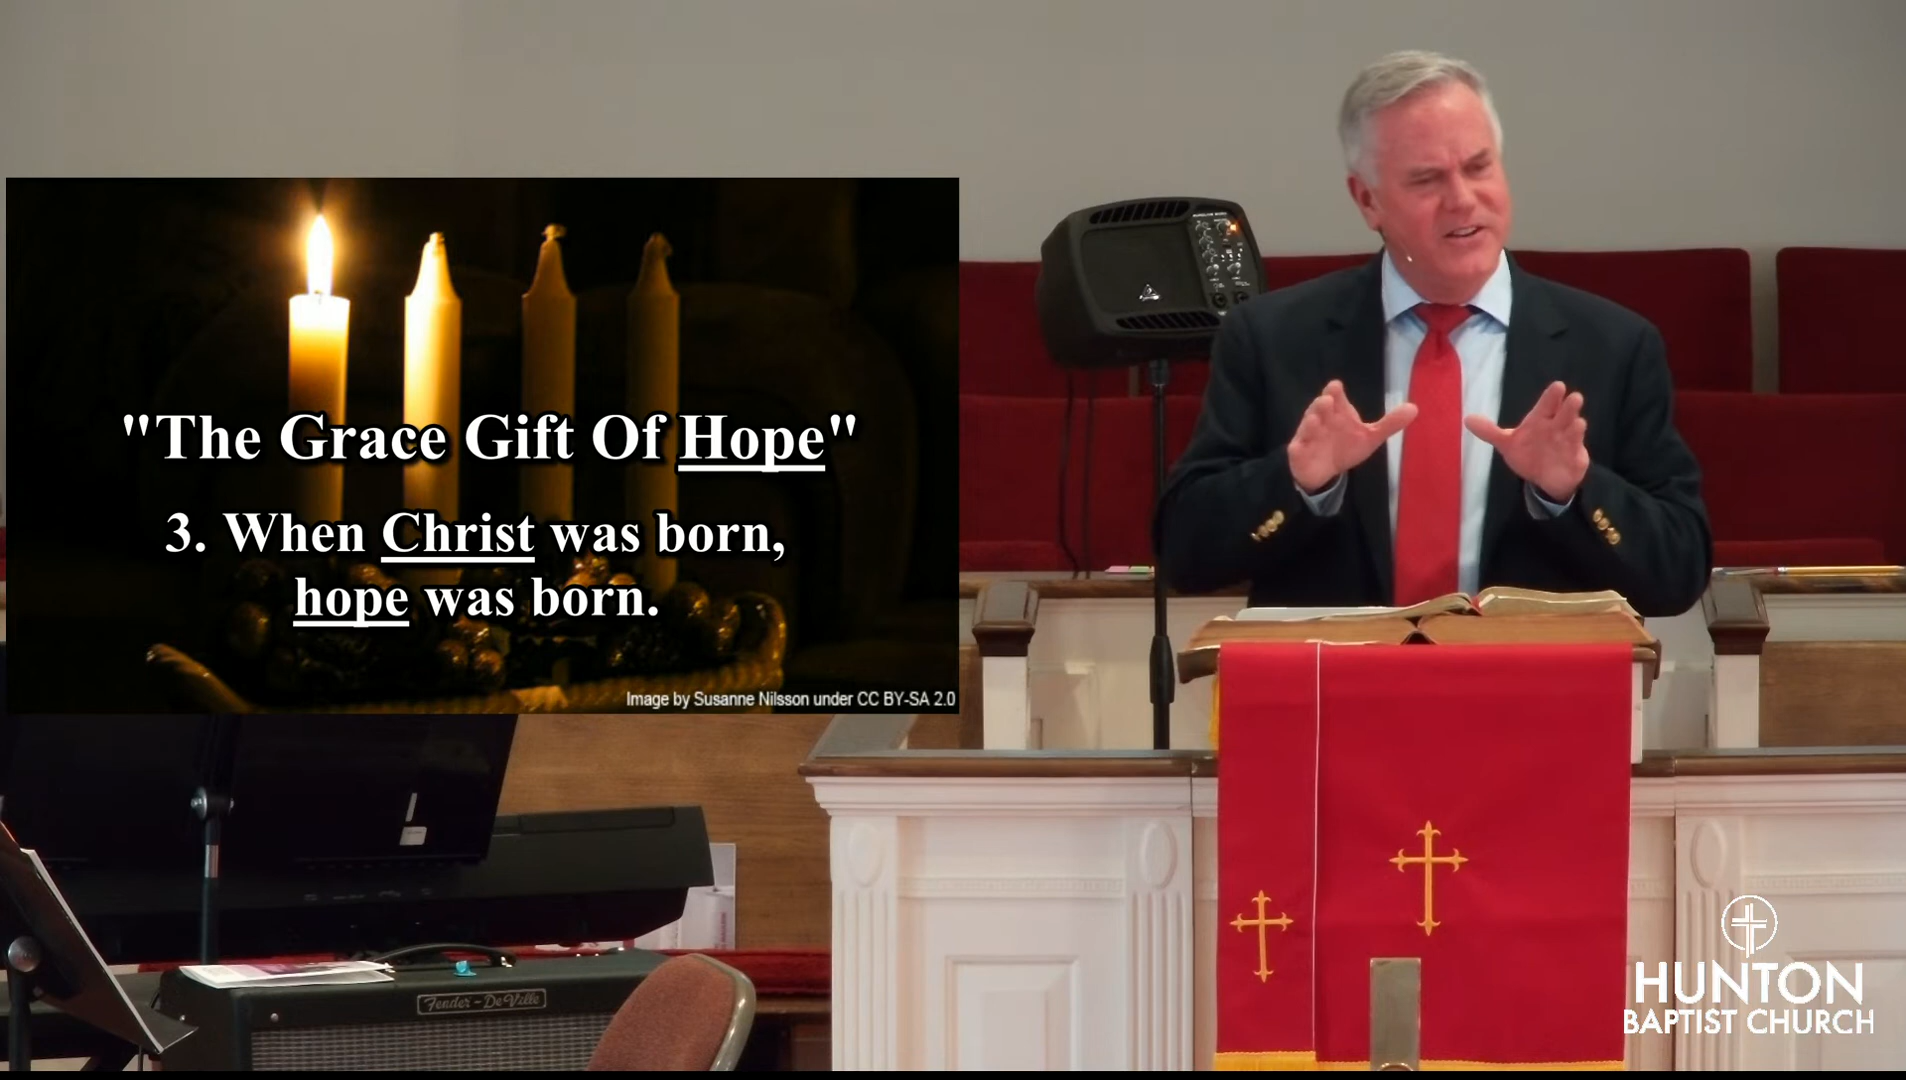 "The Grace Gift Of Hope"
3. When Christ was born,
hope was born.
Image by Susanne Nilsson under CC BY-SA 2.0
Fender - DeVille
HUNTON
BAPTIST CHURCH